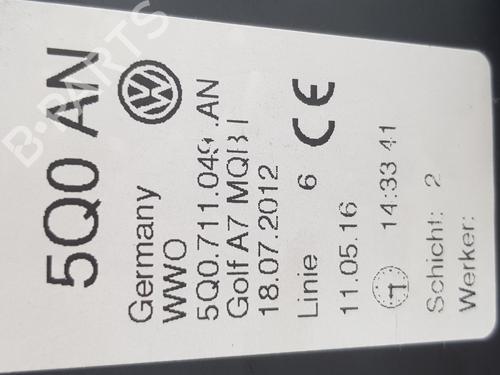 5Q0 AN
Germany
WWO
5Q0.711.049 .AN
Golf A7 MQB I
18.07.2012
Linie 6 CE
11.05.16 14:33 41
Schicht: 2
Werker:
B-PARTS